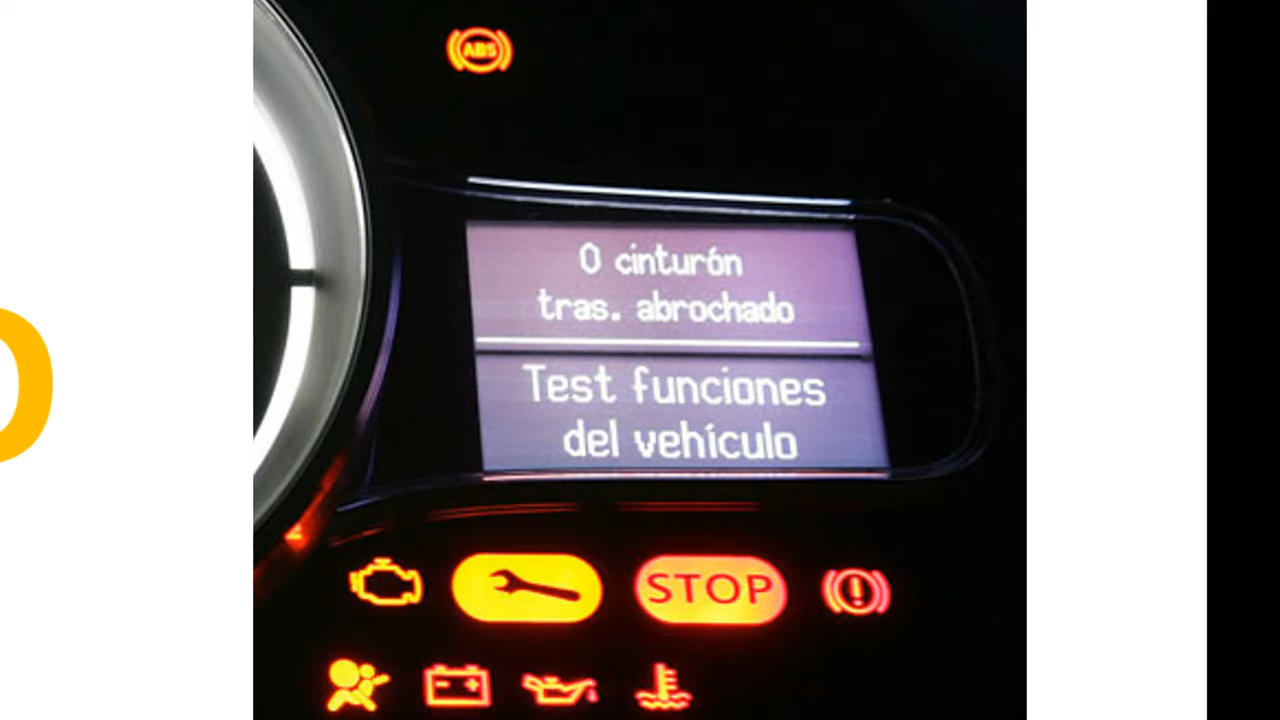 ABS
0 cinturón
tras. abrochado
Test funciones
del vehículo
STOP